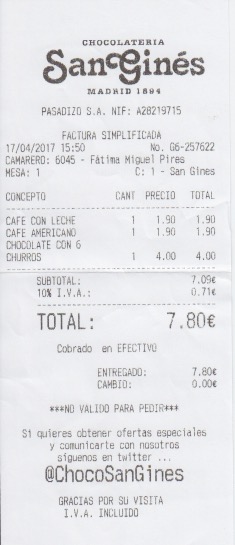 CHOCOLATERIA
SanGinés
MADRID 1894
PASADIZO S.A. NIF: A28219715
FACTURA SIMPLIFICADA
17/04/2017 15:50 No. G6-257622
CAMARERO: 6045 - Fátima Miguel Pires
MESA: 1 C: 1 - San Gines
CONCEPTO CANT PRECIO TOTAL
CAFE CON LECHE 1 1.90 1.90
CAFE AMERICANO 1 1.90 1.90
CHOCOLATE CON 6
CHURROS 1 4.00 4.00
SUBTOTAL: 7.09€
10% I.V.A.: 0.71€
TOTAL: 7.80€
Cobrado en EFECTIVO
ENTREGADO: 7.80€
CAMBIO: 0.00€
***NO VALIDO PARA PEDIR***
Si quieres obtener ofertas especiales
y comunicarte con nosotros
síguenos en twitter ...
@ChocoSanGines
GRACIAS POR SU VISITA
I.V.A. INCLUIDO